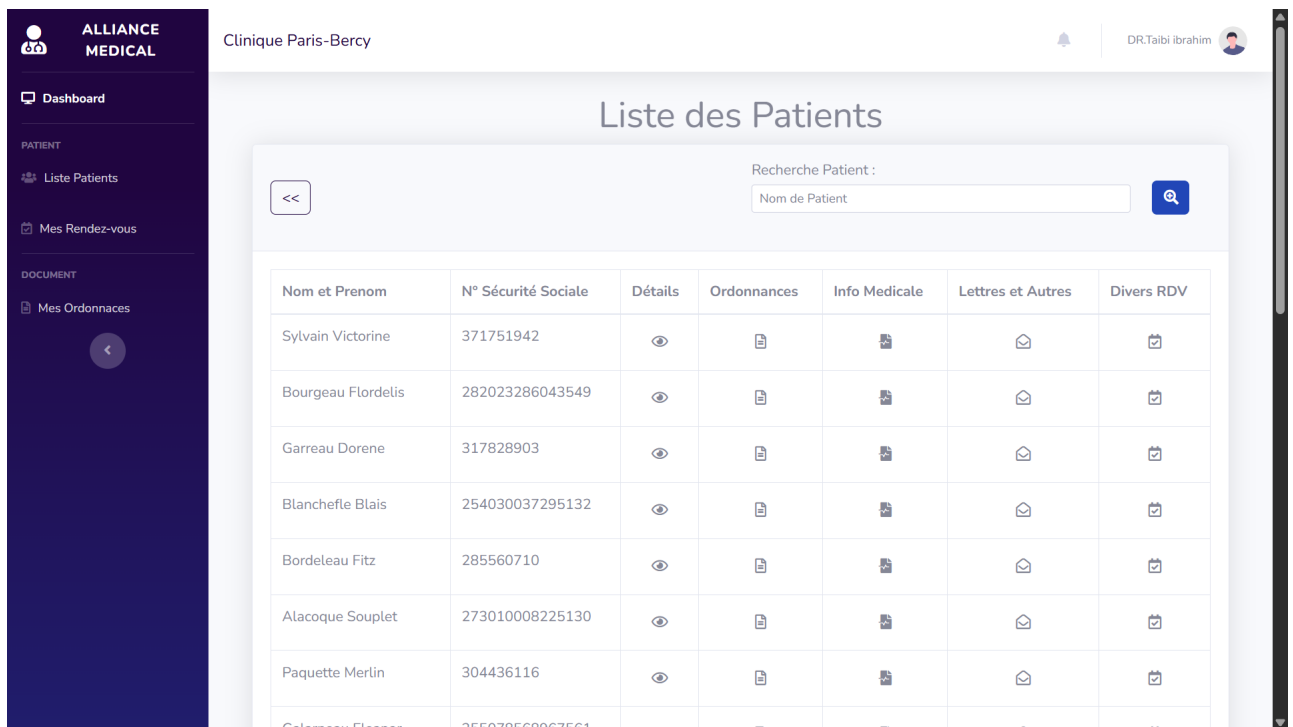 ALLIANCE
MEDICAL
Clinique Paris-Bercy
DR.Taibi ibrahim
Dashboard
PATIENT
Liste Patients
Mes Rendez-vous
DOCUMENT
Mes Ordonnaces
Liste des Patients
Recherche Patient :
<<
Nom de Patient
Nom et Prenom N° Sécurité Sociale Détails Ordonnances Info Medicale Lettres et Autres Divers RDV
Sylvain Victorine 371751942
Bourgeau Flordelis 282023286043549
Garreau Dorene 317828903
Blanchefle Blais 254030037295132
Bordeleau Fitz 285560710
Alacoque Souplet 273010008225130
Paquette Merlin 304436116